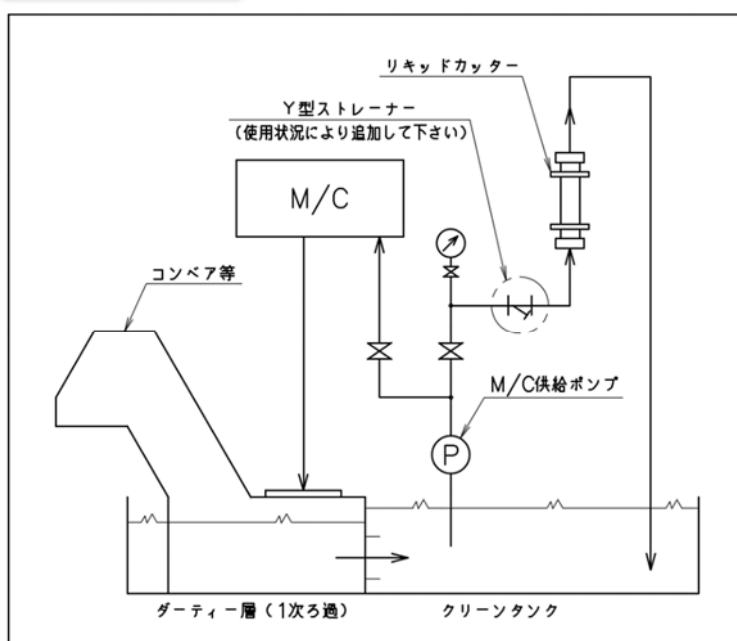 リキッドカッター
Y型ストレーナー
(使用状況により追加して下さい)
M/C
コンベア等
M/C供給ポンプ
P
ダーティー層(1次ろ過)
クリーンタンク